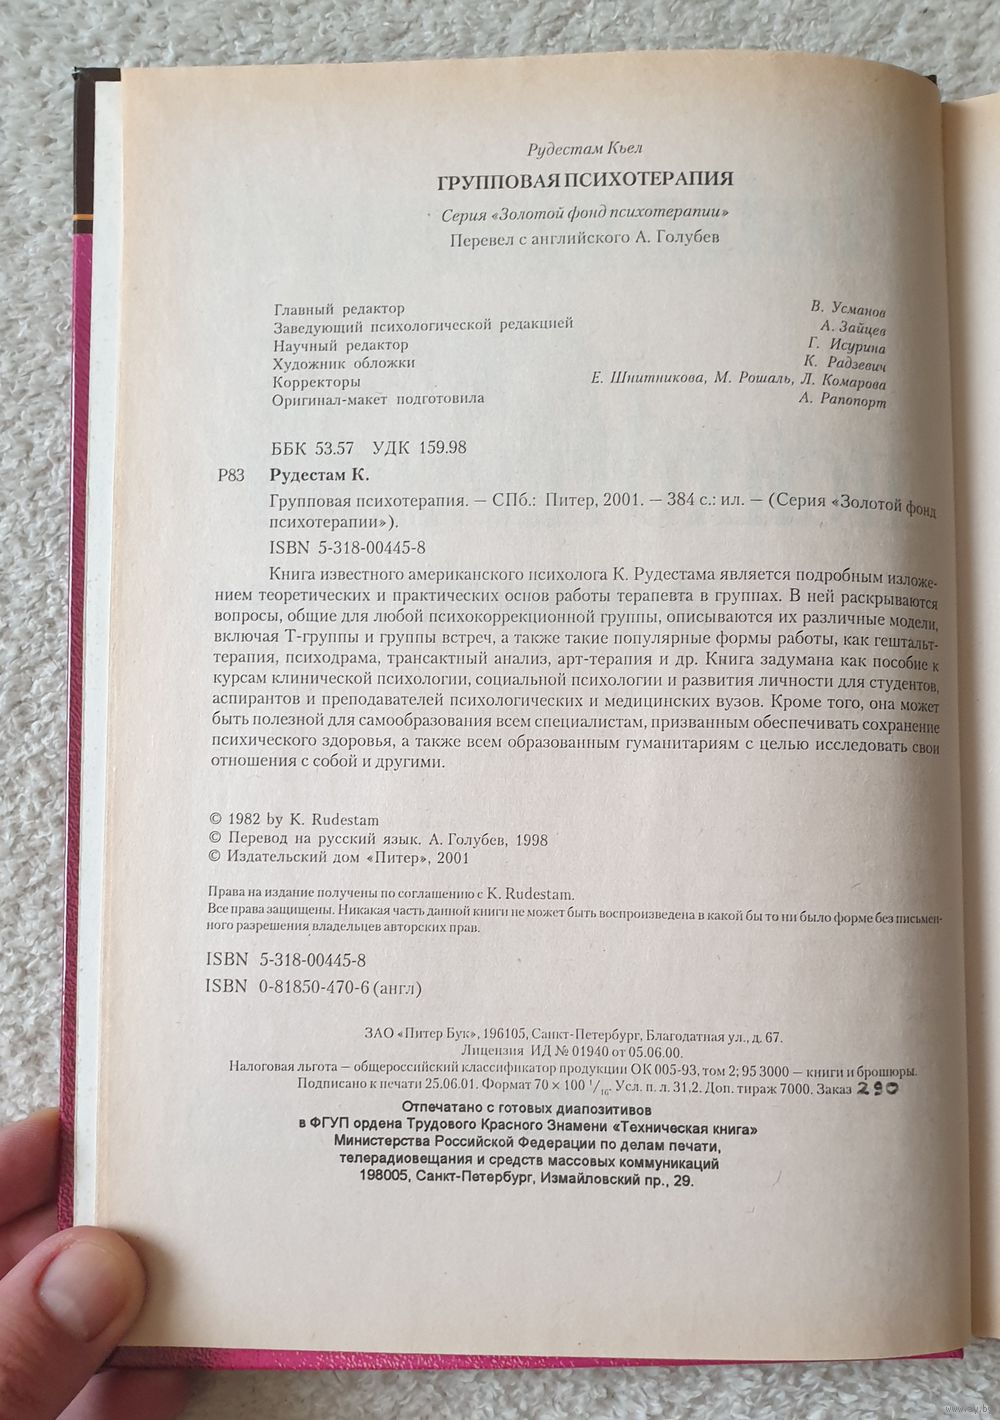 Рудестам Кьел
ГРУППОВАЯ ПСИХОТЕРАПИЯ
Серия «Золотой фонд психотерапии»
Перевел с английского А. Голубев
Главный редактор В. Усманов
Заведующий психологической редакцией А. Зайцев
Научный редактор Г. Исурина
Художник обложки К. Радзевич
Корректоры Е. Шнитникова, М. Рошаль, Л. Комарова
Оригинал-макет подготовила А. Рапопорт
ББК 53.57 УДК 159.98
Р83 Рудестам К.
Групповая психотерапия. — СПб.: Питер, 2001. — 384 с.: ил. — (Серия «Золотой фонд
психотерапии»).
ISBN 5-318-00445-8
Книга известного американского психолога К. Рудестама является подробным изложе-
нием теоретических и практических основ работы терапевта в группах. В ней раскрываются
вопросы, общие для любой психокоррекционной группы, описываются их различные модели,
включая Т-группы и группы встреч, а также такие популярные формы работы, как гештальт-
терапия, психодрама, трансактный анализ, арт-терапия и др. Книга задумана как пособие к
курсам клинической психологии, социальной психологии и развития личности для студентов,
аспирантов и преподавателей психологических и медицинских вузов. Кроме того, она может
быть полезной для самообразования всем специалистам, призванным обеспечивать сохранение
психического здоровья, а также всем образованным гуманитариям с целью исследовать свои
отношения с собой и другими.
© 1982 by K. Rudestam
© Перевод на русский язык. А. Голубев, 1998
© Издательский дом «Питер», 2001
Права на издание получены по соглашению с K. Rudestam.
Все права защищены. Никакая часть данной книги не может быть воспроизведена в какой бы то ни было форме без письмен-
ного разрешения владельцев авторских прав.
ISBN 5-318-00445-8
ISBN 0-81850-470-6 (англ)
ЗАО «Питер Бук», 196105, Санкт-Петербург, Благодатная ул., д. 67.
Лицензия ИД № 01940 от 05.06.00.
Налоговая льгота — общероссийский классификатор продукции ОК 005-93, том 2; 95 3000 — книги и брошюры.
Подписано к печати 25.06.01. Формат 70 × 100 1/16. Усл. п. л. 31,2. Доп. тираж 7000. Заказ 290
Отпечатано с готовых диапозитивов
в ФГУП ордена Трудового Красного Знамени «Техническая книга»
Министерства Российской Федерации по делам печати,
телерадиовещания и средств массовых коммуникаций
198005, Санкт-Петербург, Измайловский пр., 29.
www.ay.by